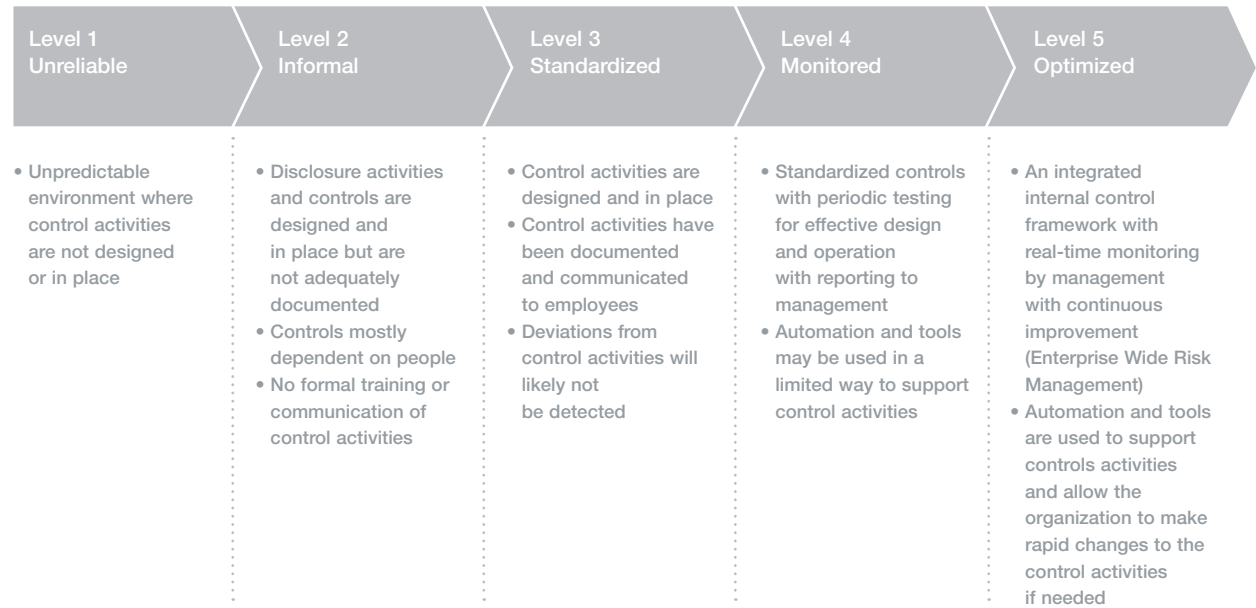 Level 1
Unreliable
Level 2
Informal
Level 3
Standardized
Level 4
Monitored
Level 5
Optimized
• Unpredictable
environment where
control activities
are not designed
or in place
• Disclosure activities
and controls are
designed and
in place but are
not adequately
documented
• Controls mostly
dependent on people
• No formal training or
communication of
control activities
• Control activities are
designed and in place
• Control activities have
been documented
and communicated
to employees
• Deviations from
control activities will
likely not
be detected
• Standardized controls
with periodic testing
for effective design
and operation
with reporting to
management
• Automation and tools
may be used in a
limited way to support
control activities
• An integrated
internal control
framework with
real-time monitoring
by management
with continuous
improvement
(Enterprise Wide Risk
Management)
• Automation and tools
are used to support
controls activities
and allow the
organization to make
rapid changes to the
control activities
if needed